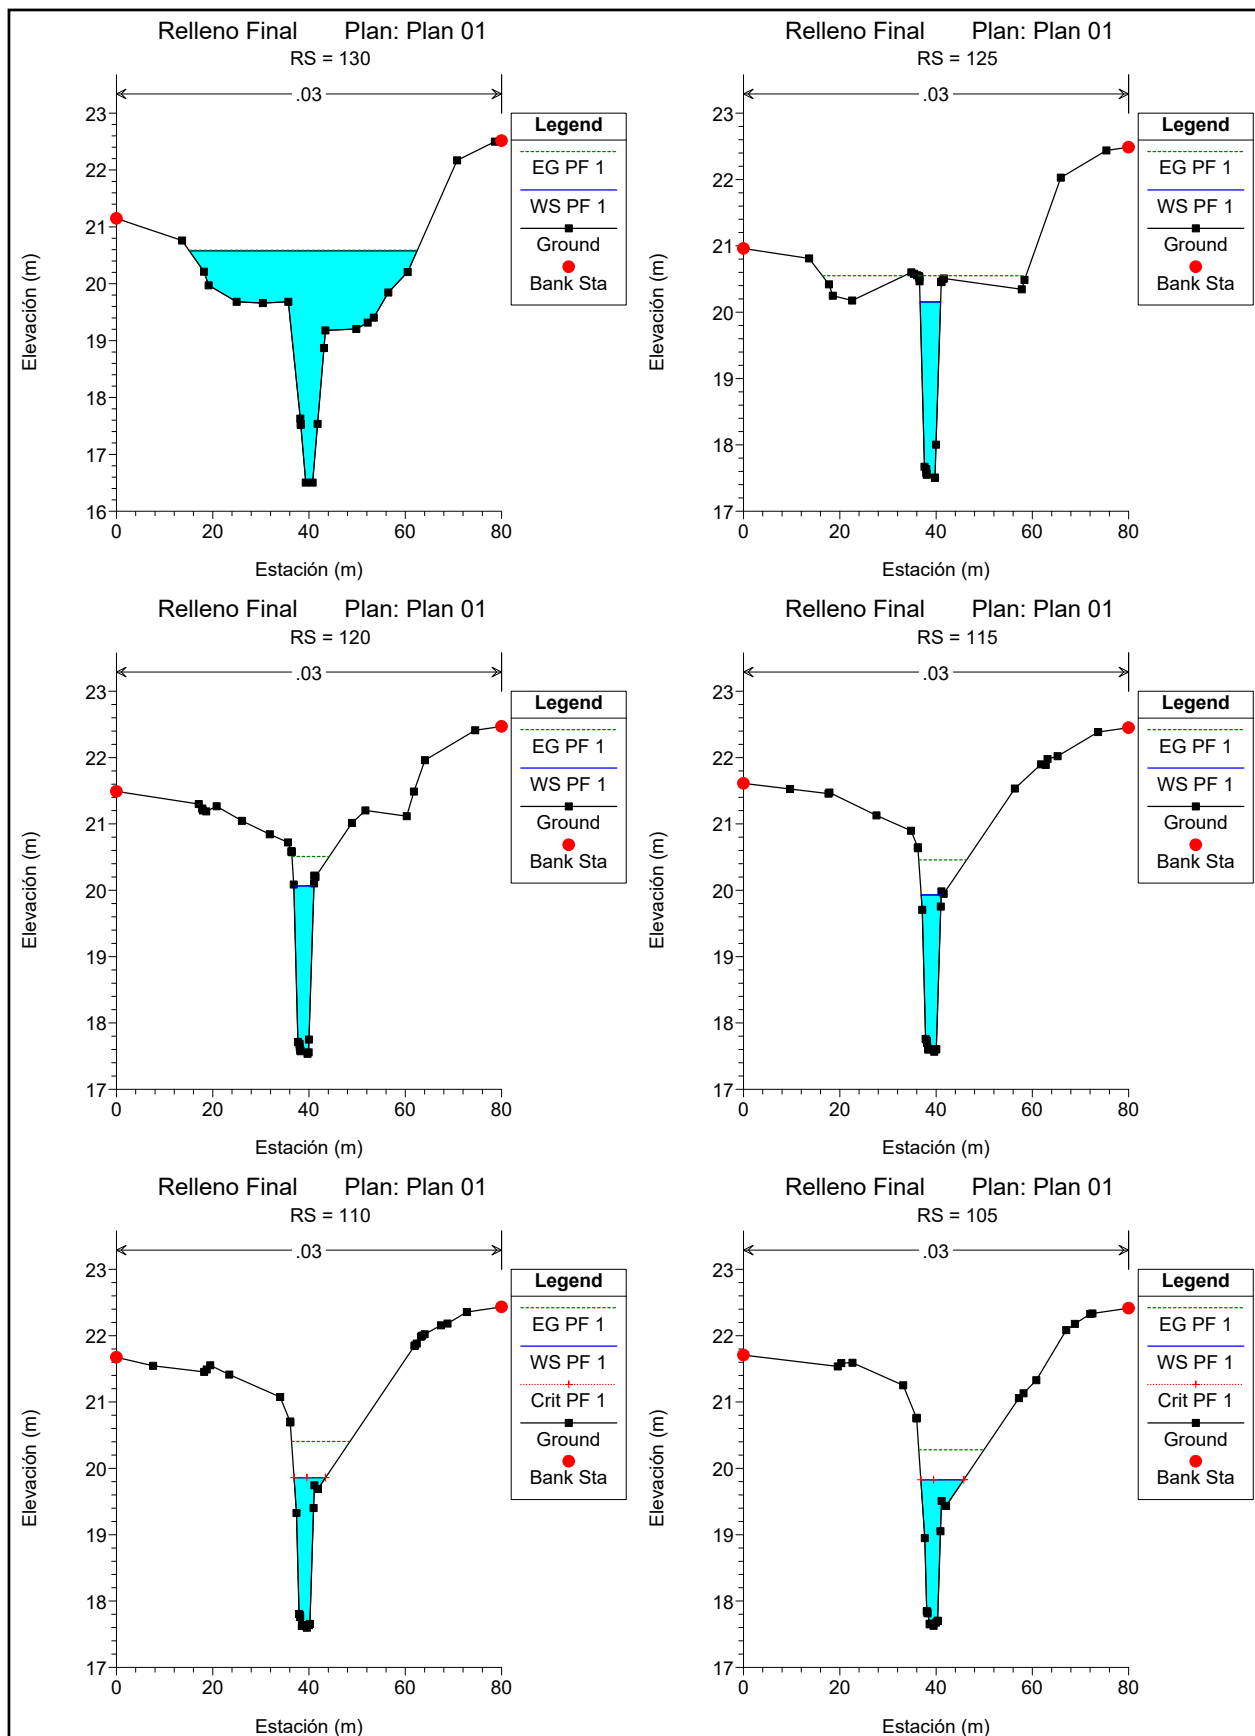 Relleno Final Plan: Plan 01
RS = 130
.03
23
22
21
20
19
18
17
16
0 20 40 60 80
Elevación (m)
Estación (m)
Legend
EG PF 1
WS PF 1
Ground
Bank Sta
Relleno Final Plan: Plan 01
RS = 125
.03
23
22
21
20
19
18
17
0 20 40 60 80
Elevación (m)
Estación (m)
Legend
EG PF 1
WS PF 1
Ground
Bank Sta
Relleno Final Plan: Plan 01
RS = 120
.03
23
22
21
20
19
18
17
0 20 40 60 80
Elevación (m)
Estación (m)
Legend
EG PF 1
WS PF 1
Ground
Bank Sta
Relleno Final Plan: Plan 01
RS = 115
.03
23
22
21
20
19
18
17
0 20 40 60 80
Elevación (m)
Estación (m)
Legend
EG PF 1
WS PF 1
Ground
Bank Sta
Relleno Final Plan: Plan 01
RS = 110
.03
23
22
21
20
19
18
17
0 20 40 60 80
Elevación (m)
Estación (m)
Legend
EG PF 1
WS PF 1
Crit PF 1
Ground
Bank Sta
Relleno Final Plan: Plan 01
RS = 105
.03
23
22
21
20
19
18
17
0 20 40 60 80
Elevación (m)
Estación (m)
Legend
EG PF 1
WS PF 1
Crit PF 1
Ground
Bank Sta